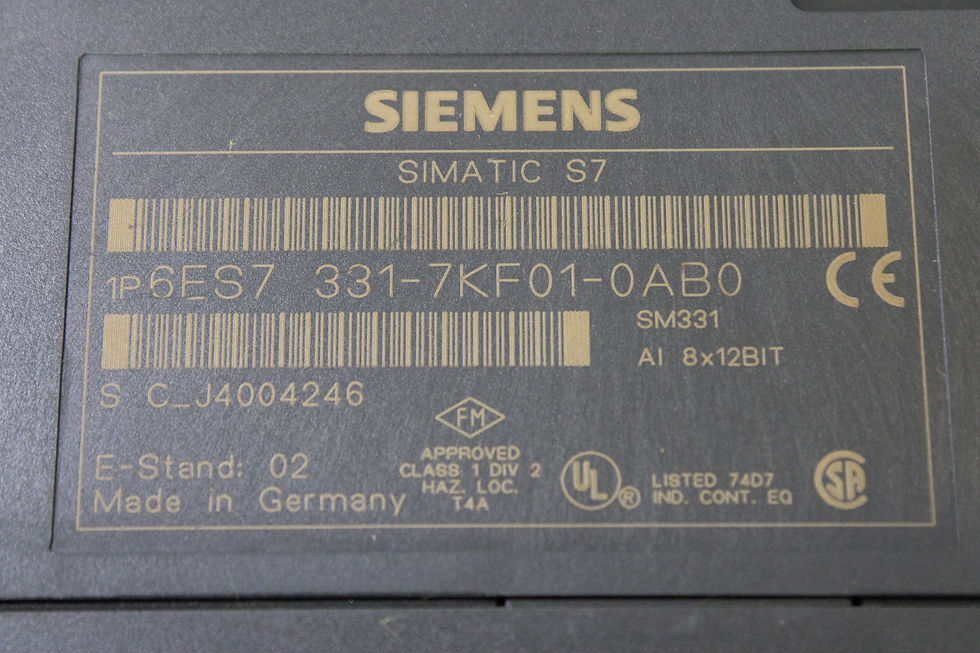 SIEMENS
SIMATIC S7
1P6ES7 331-7KF01-0AB0
CE
SM331
AI 8x12BIT
S C_J4004246
FM
APPROVED
CLASS 1 DIV 2
HAZ. LOC.
T4A
E-Stand: 02
Made in Germany
UL ®
LISTED 74D7
IND. CONT. EQ
SA